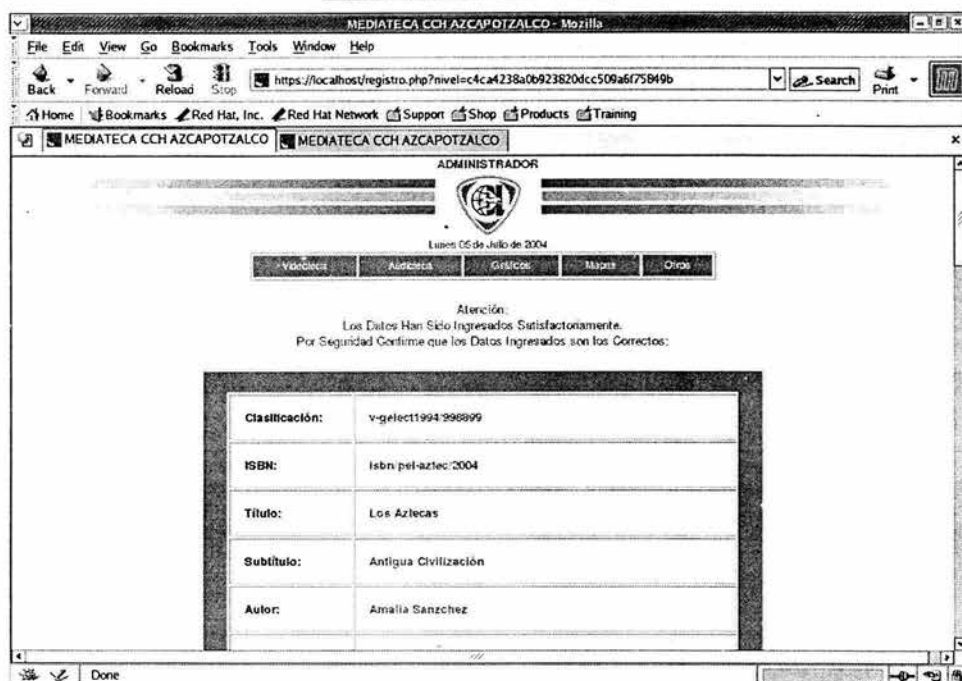 MEDIATECA CCH AZCAPOTZALCO - Mozilla
File Edit View Go Bookmarks Tools Window Help
Back Forward Reload Stop https://localhost/registro.php?nivel=c4ca4238a0b923820dcc509a6f75849b Search Print
Home Bookmarks Red Hat, Inc. Red Hat Network Support Shop Products Training
MEDIATECA CCH AZCAPOTZALCO MEDIATECA CCH AZCAPOTZALCO
ADMINISTRADOR
Lunes 05 de Julio de 2004
Videoteca Audioteca Gráficos Mapas Otros
Atención:
Los Datos Han Sido Ingresados Satisfactoriamente.
Por Seguridad Confirme que los Datos Ingresados son los Correctos:
Clasificación: v-gelect1994/998899
ISBN: isbn/pel-aztec/2004
Título: Los Aztecas
Subtítulo: Antigua Civilización
Autor: Amalia Sanzchez
Done